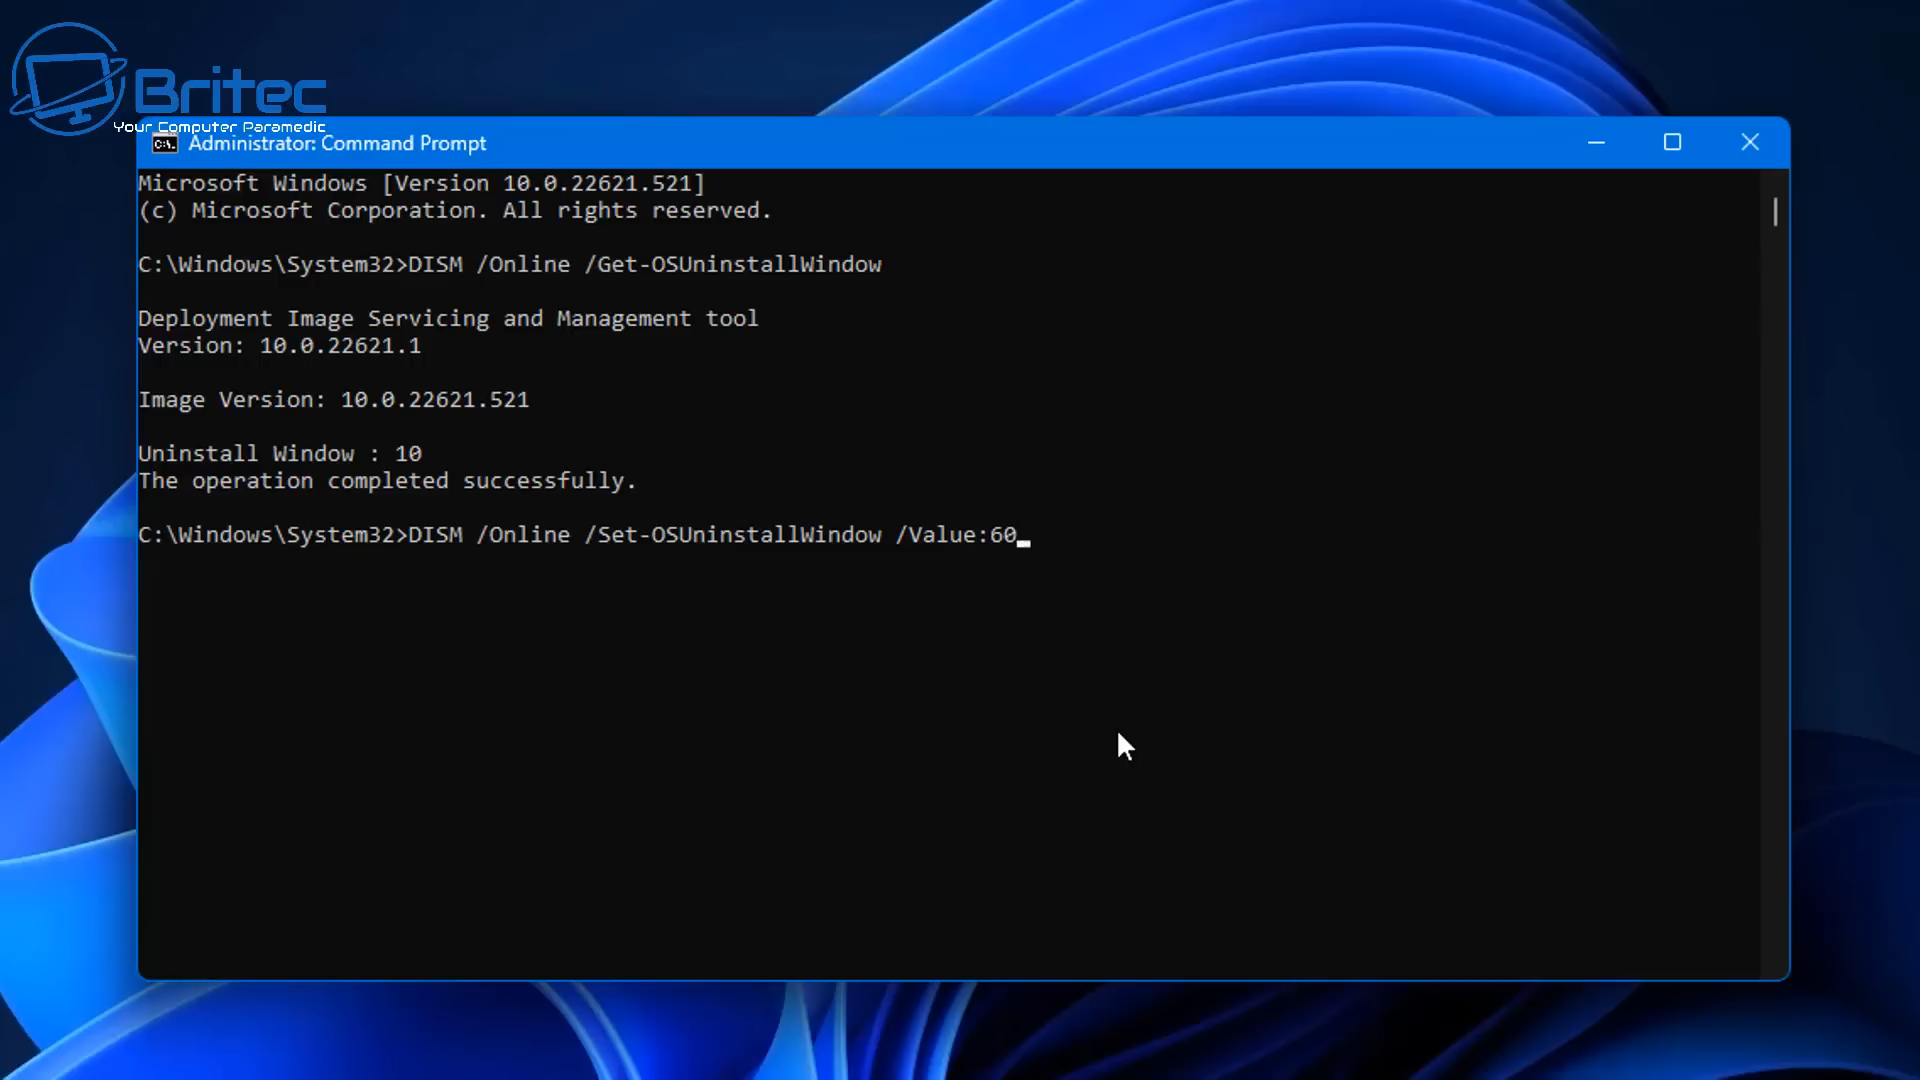 Britec
Your Computer Paramedic
Administrator: Command Prompt
Microsoft Windows [Version 10.0.22621.521]
(c) Microsoft Corporation. All rights reserved.
C:\Windows\System32>DISM /Online /Get-OSUninstallWindow
Deployment Image Servicing and Management tool
Version: 10.0.22621.1
Image Version: 10.0.22621.521
Uninstall Window : 10
The operation completed successfully.
C:\Windows\System32>DISM /Online /Set-OSUninstallWindow /Value:60